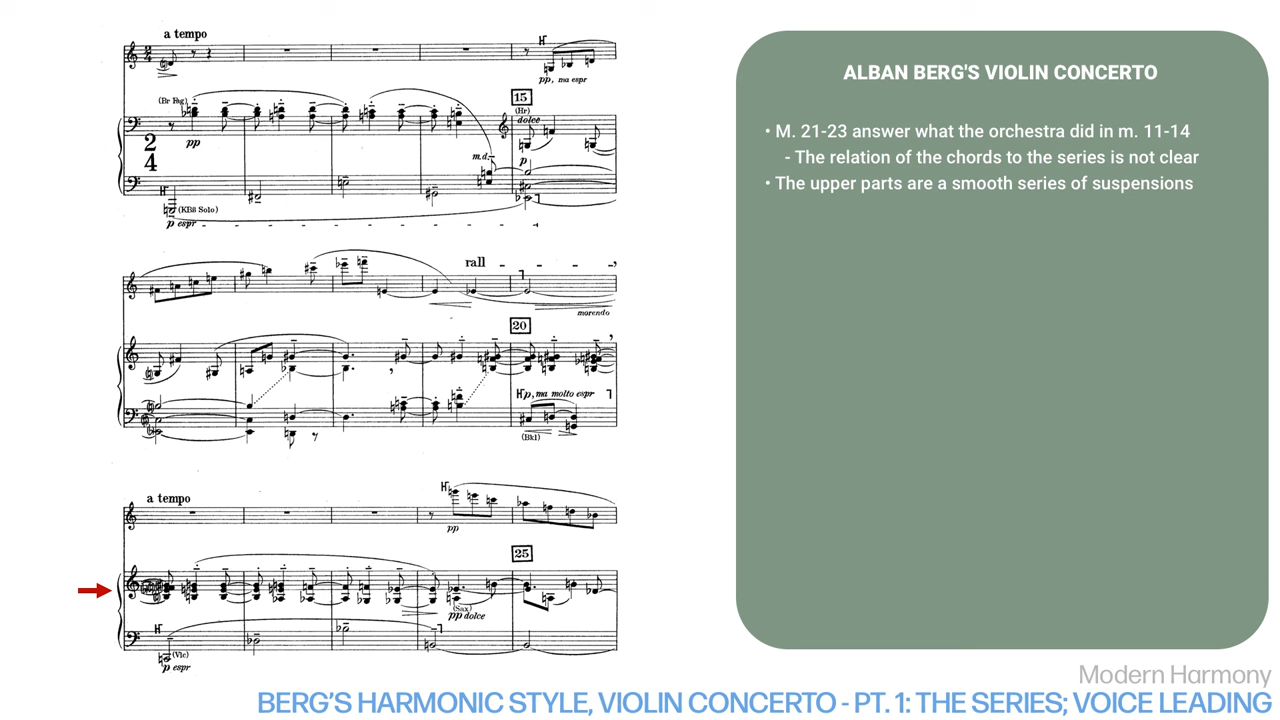 a tempo
pp, ma espr
(Br Fag)
15
(Hr)
dolce
pp
2
4
m.d.
p
(KBß Solo)
p espr
rall
morendo
20
p, ma molto espr
(Bkl)
a tempo
pp
25
(Sax)
pp dolce
(Vlc)
p espr
ALBAN BERG'S VIOLIN CONCERTO
• M. 21-23 answer what the orchestra did in m. 11-14
- The relation of the chords to the series is not clear
• The upper parts are a smooth series of suspensions
Modern Harmony
BERG'S HARMONIC STYLE, VIOLIN CONCERTO - PT. 1: THE SERIES; VOICE LEADING